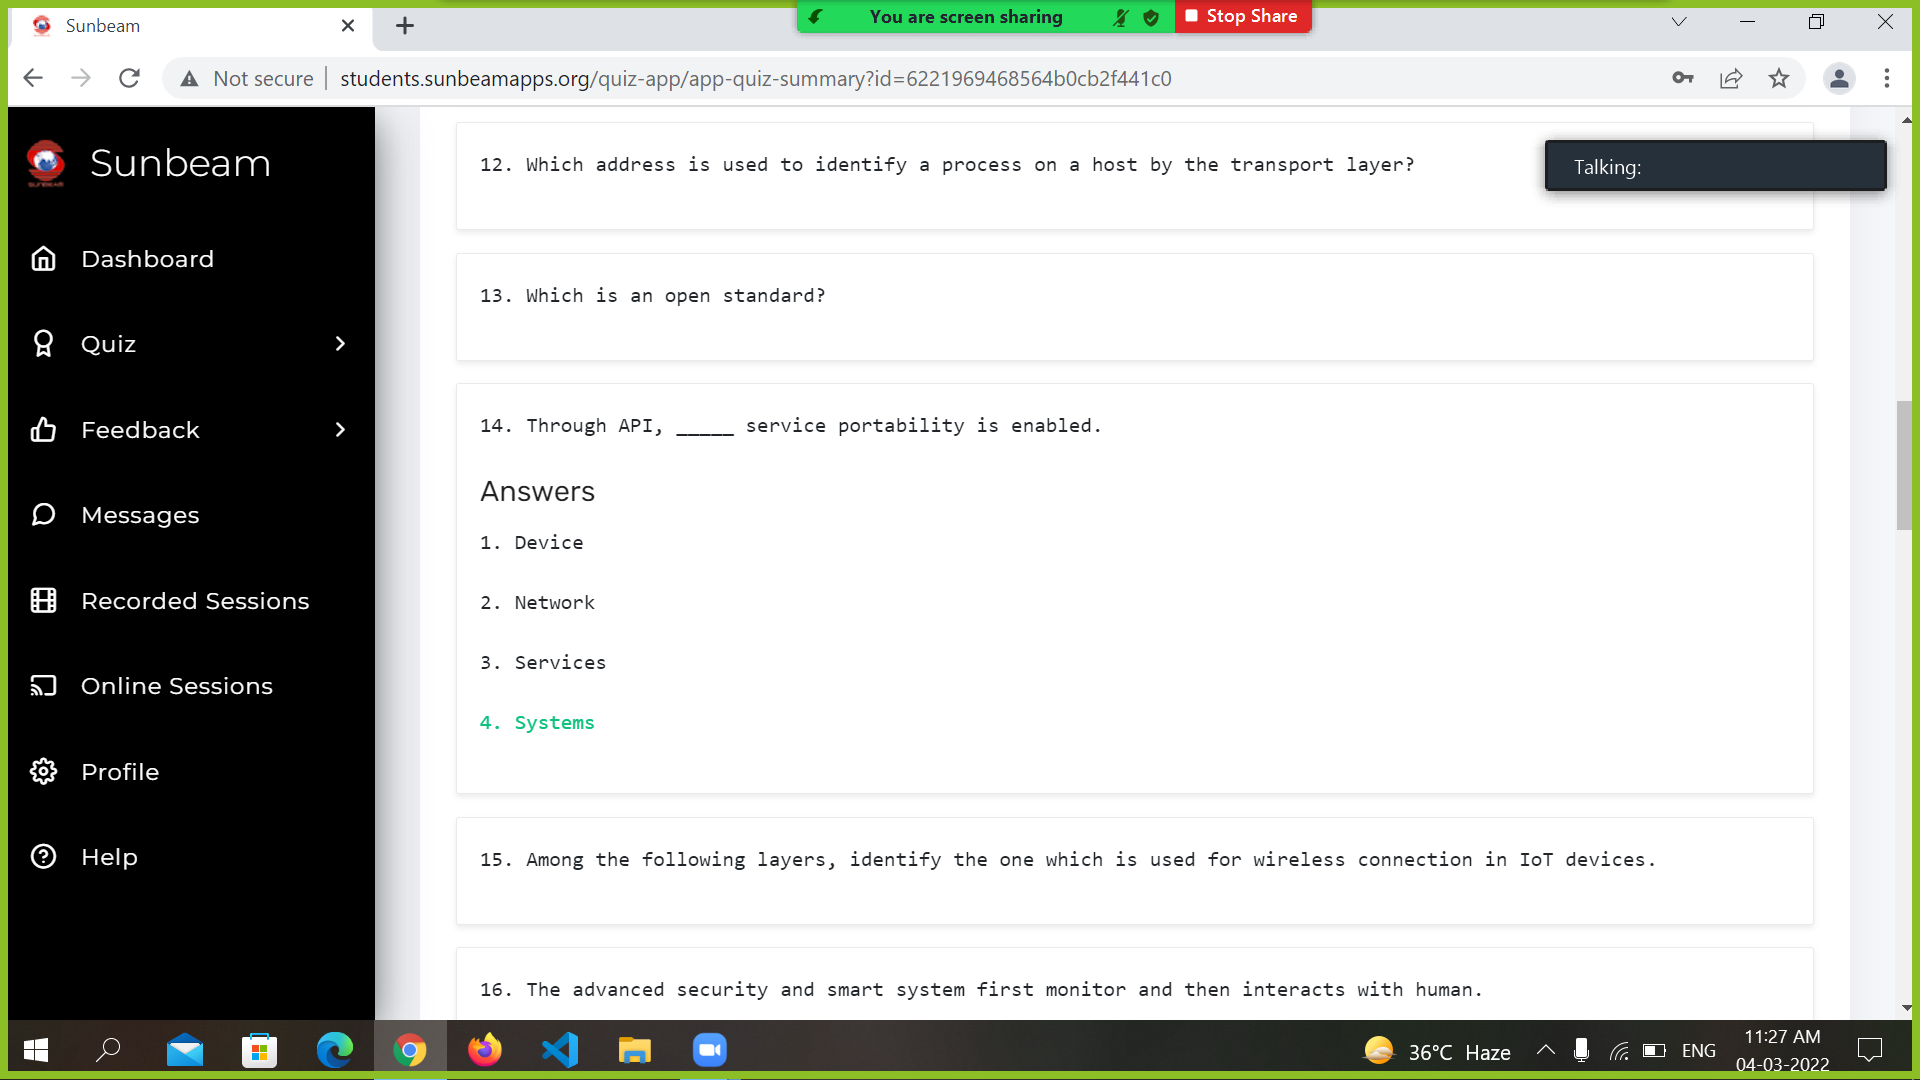 Sunbeam
You are screen sharing
Stop Share
Not secure
students.sunbeamapps.org/quiz-app/app-quiz-summary?id=6221969468564b0cb2f441c0
Sunbeam
Dashboard
Quiz
Feedback
Messages
Recorded Sessions
Online Sessions
Profile
Help
Talking:
12. Which address is used to identify a process on a host by the transport layer?
13. Which is an open standard?
14. Through API, _____ service portability is enabled.
Answers
1. Device
2. Network
3. Services
4. Systems
15. Among the following layers, identify the one which is used for wireless connection in IoT devices.
16. The advanced security and smart system first monitor and then interacts with human.
36°C Haze
ENG
11:27 AM
04-03-2022